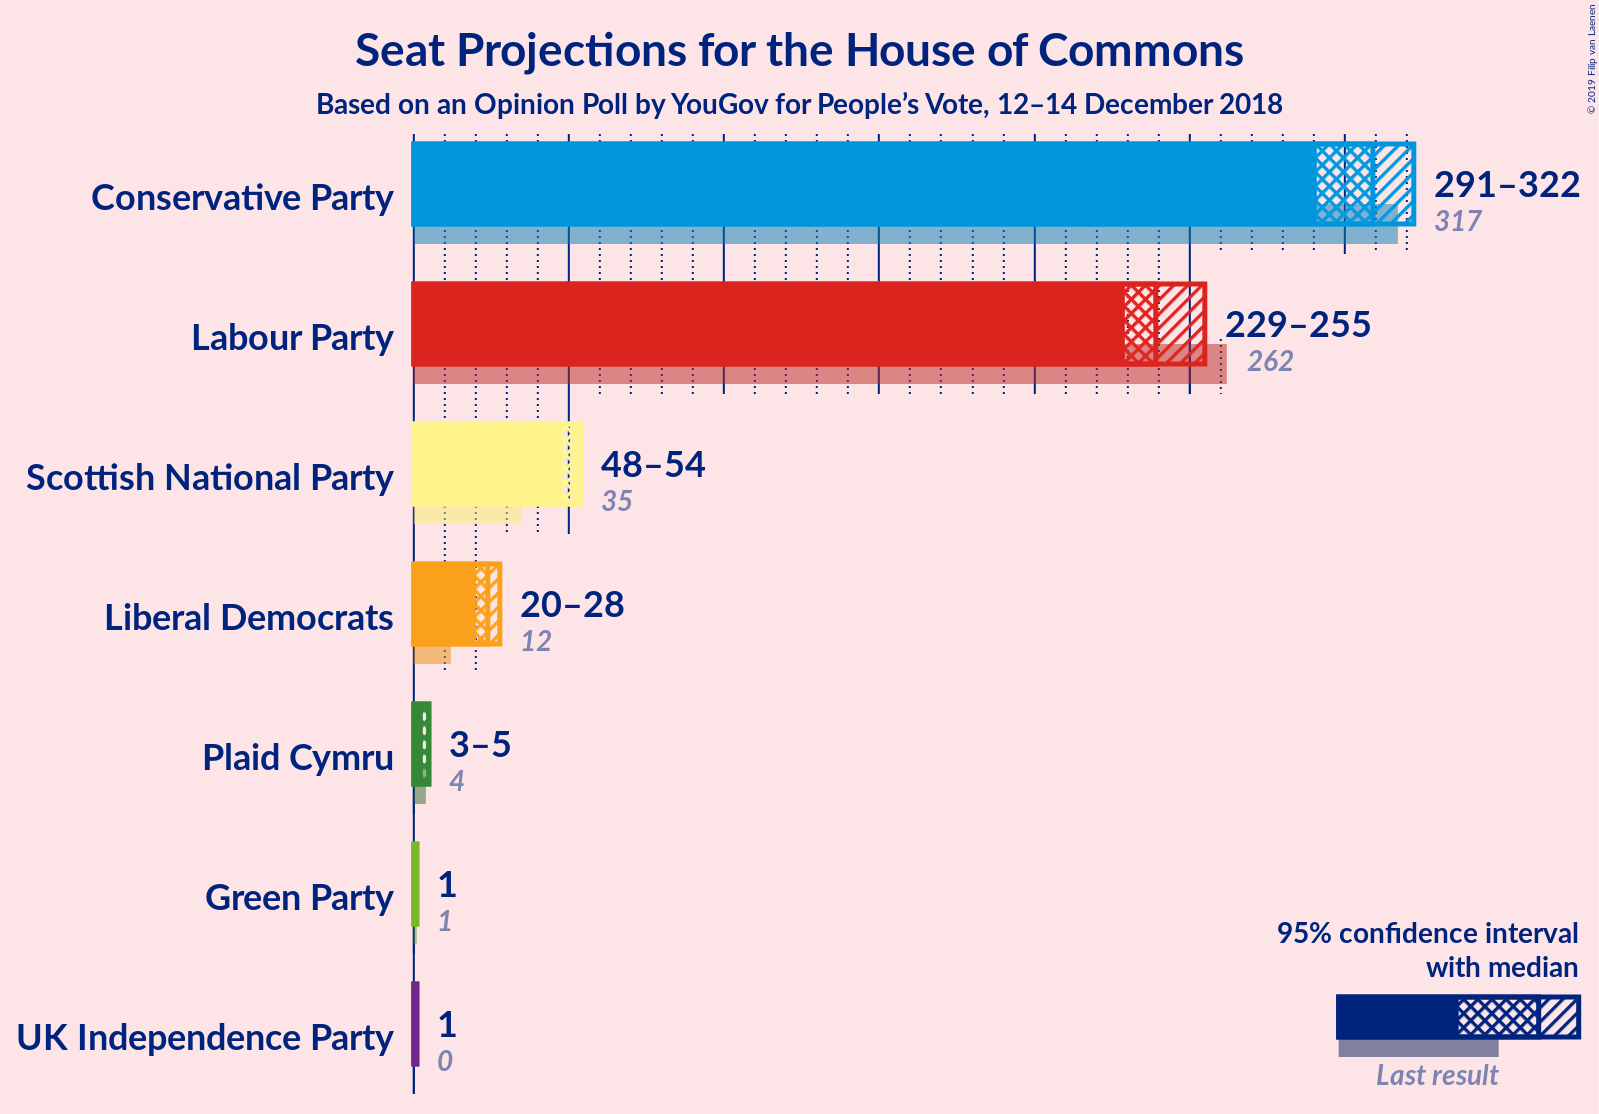 Seat Projections for the House of Commons
Based on an Opinion Poll by YouGov for People’s Vote, 12–14 December 2018
© 2019 Filip van Laenen
Conservative Party
291–322
317
Labour Party
229–255
262
Scottish National Party
48–54
35
Liberal Democrats
20–28
12
Plaid Cymru
3–5
4
Green Party
1
1
UK Independence Party
1
0
95% confidence interval
with median
Last result